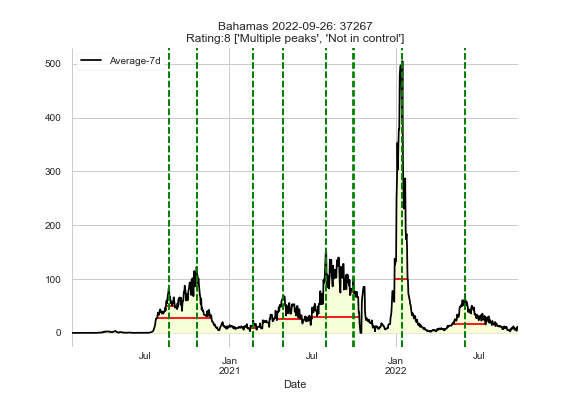 Bahamas 2022-09-26: 37267
Rating:8 ['Multiple peaks', 'Not in control']
Average-7d
500
400
300
200
100
0
Jul
Jan
2021
Jul
Jan
2022
Jul
Date